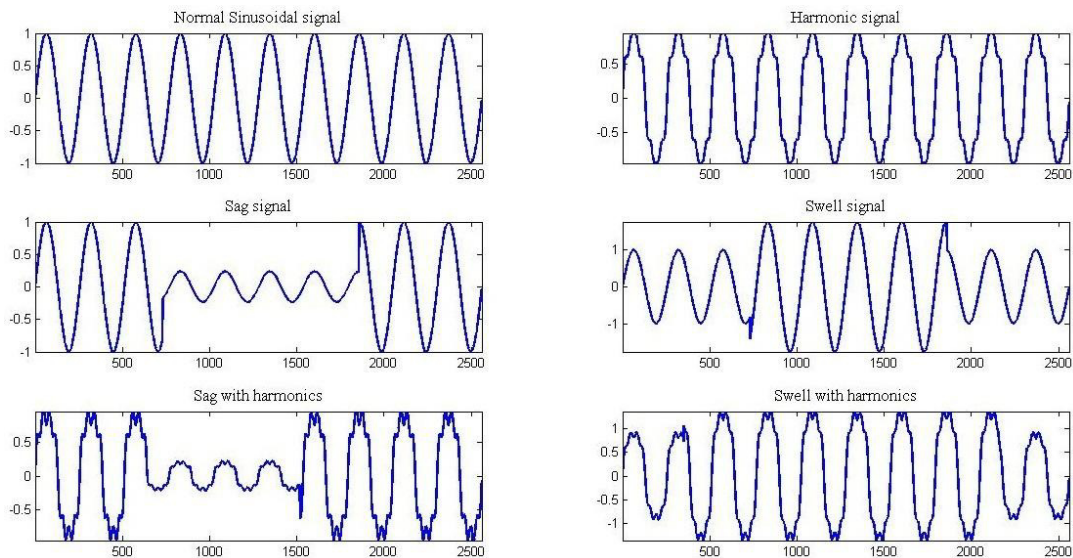 Normal Sinusoidal signal
1
0.5
0
-0.5
-1
500 1000 1500 2000 2500
Harmonic signal
0.5
0
-0.5
500 1000 1500 2000 2500
Sag signal
1
0.5
0
-0.5
-1
500 1000 1500 2000 2500
Swell signal
1
0
-1
500 1000 1500 2000 2500
Sag with harmonics
0.5
0
-0.5
500 1000 1500 2000 2500
Swell with harmonics
1
0.5
0
-0.5
-1
500 1000 1500 2000 2500